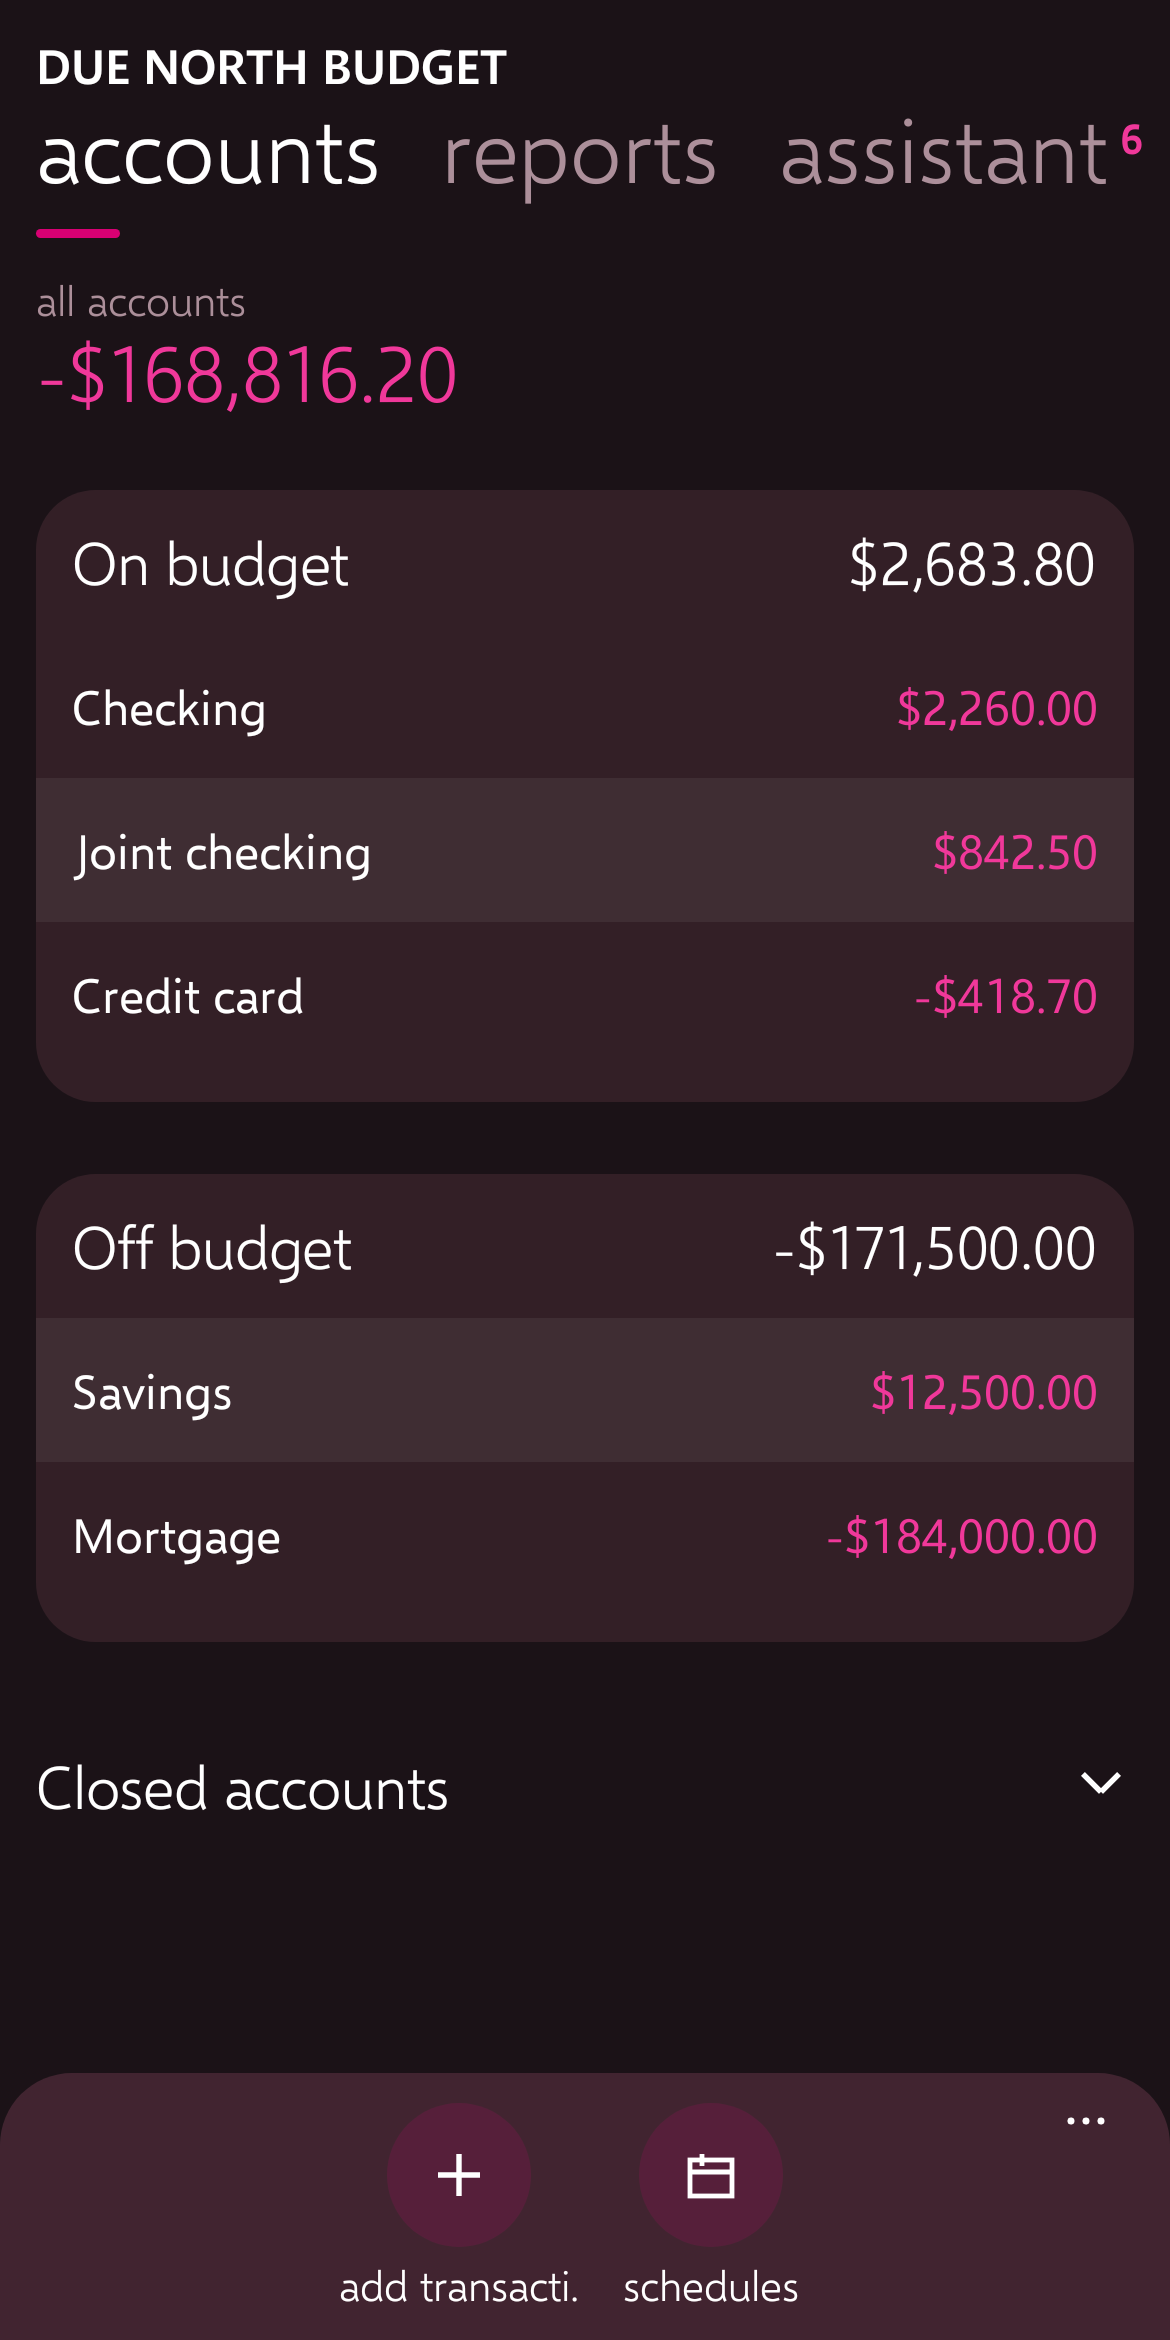 DUE NORTH BUDGET
accounts reports assistant 6
all accounts
-$168,816.20
On budget $2,683.80
Checking $2,260.00
Joint checking $842.50
Credit card -$418.70
Off budget -$171,500.00
Savings $12,500.00
Mortgage -$184,000.00
Closed accounts
add transacti. schedules